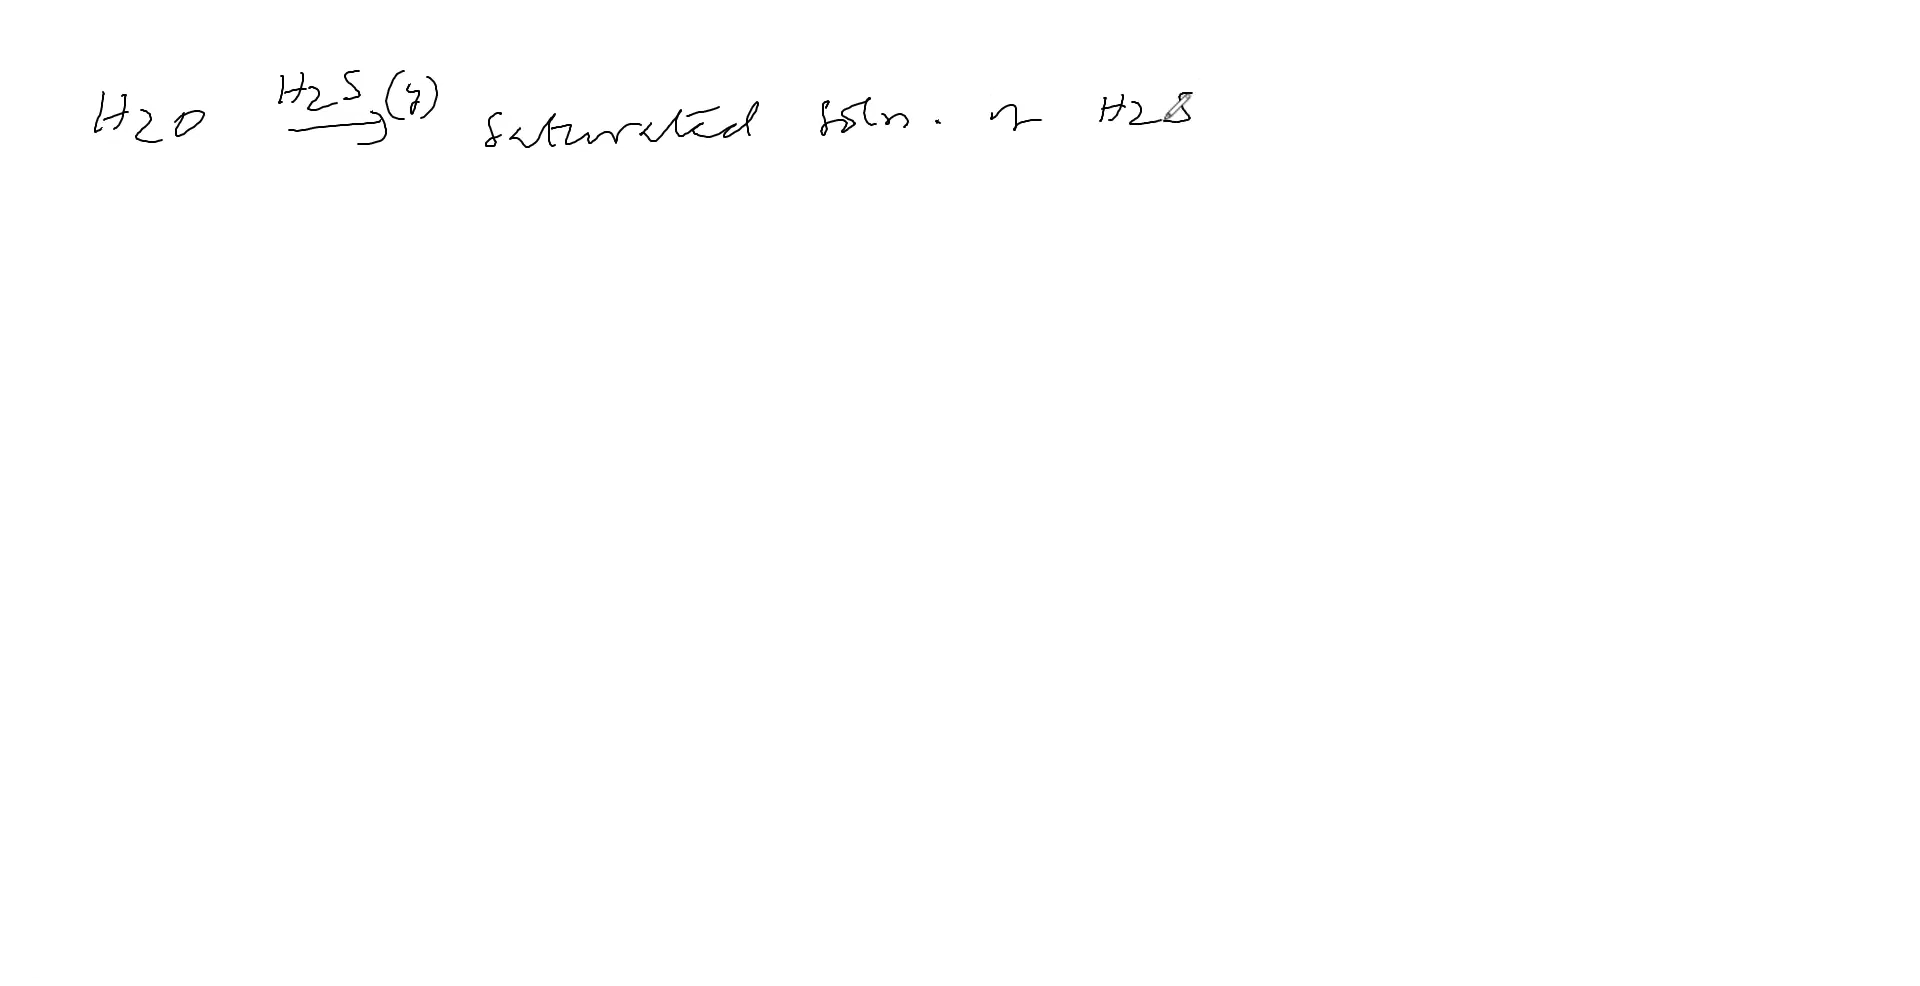 H2O H2S(g) → saturated soln. of H2S